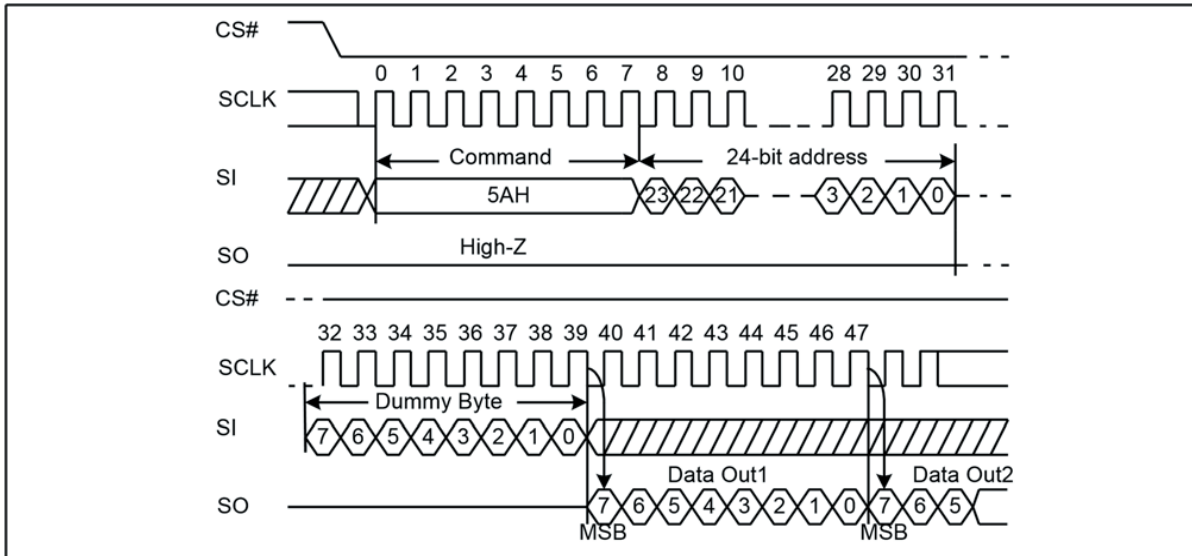 CS#
0 1 2 3 4 5 6 7 8 9 10 28 29 30 31
SCLK
Command 24-bit address
SI
5AH 23 22 21 3 2 1 0
High-Z
SO
CS#
32 33 34 35 36 37 38 39 40 41 42 43 44 45 46 47
SCLK
Dummy Byte
SI
7 6 5 4 3 2 1 0
Data Out1 Data Out2
SO
7 6 5 4 3 2 1 0 7 6 5
MSB MSB